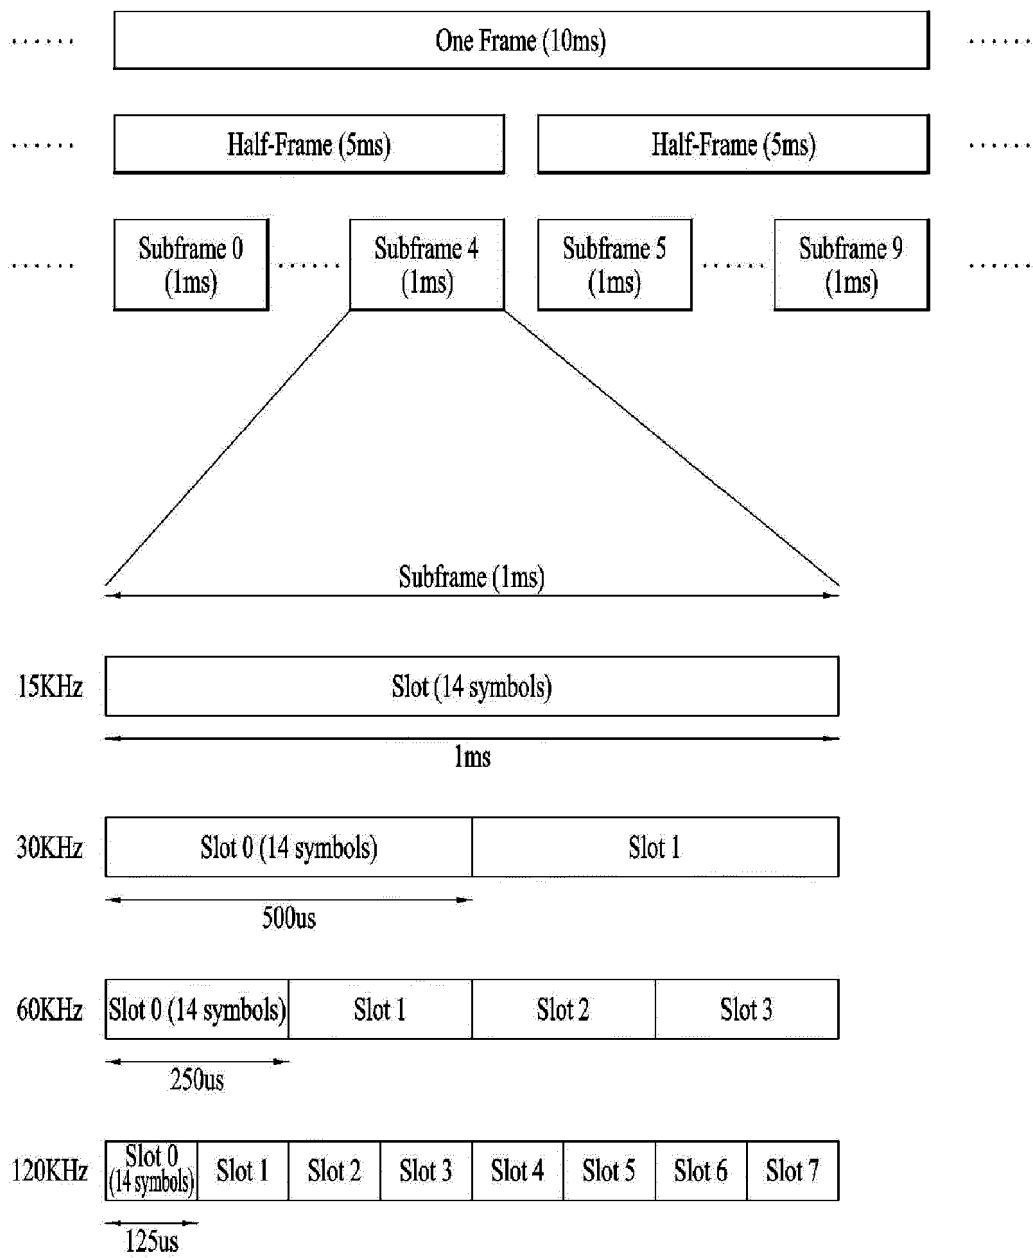 ...... One Frame (10ms) ......
...... Half-Frame (5ms) Half-Frame (5ms) ......
...... Subframe 0 ...... Subframe 4 Subframe 5 ...... Subframe 9 ......
(1ms) (1ms) (1ms) (1ms)
Subframe (1ms)
15KHz Slot (14 symbols)
1ms
30KHz Slot 0 (14 symbols) Slot 1
500us
60KHz Slot 0 (14 symbols) Slot 1 Slot 2 Slot 3
250us
120KHz Slot 0 (14 symbols) Slot 1 Slot 2 Slot 3 Slot 4 Slot 5 Slot 6 Slot 7
125us